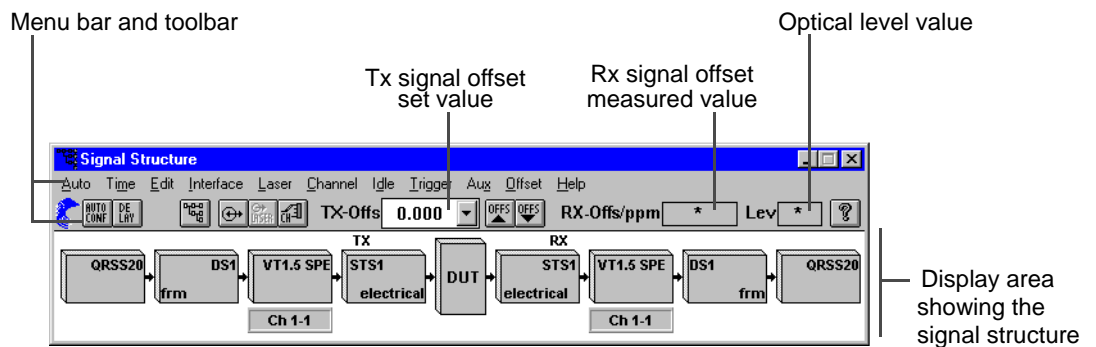 Menu bar and toolbar
Optical level value
Tx signal offset
set value
Rx signal offset
measured value
Signal Structure
Auto Time Edit Interface Laser Channel Idle Trigger Aux Offset Help
AUTO CONF DE LAY LASER CH TX-Offs 0.000 OFFS OFFS RX-Offs/ppm * Lev * ?
TX RX
QRSS20 DS1 VT1.5 SPE STS1 DUT STS1 VT1.5 SPE DS1 QRSS20
frm electrical electrical frm
Ch 1-1 Ch 1-1
Display area
showing the
signal structure